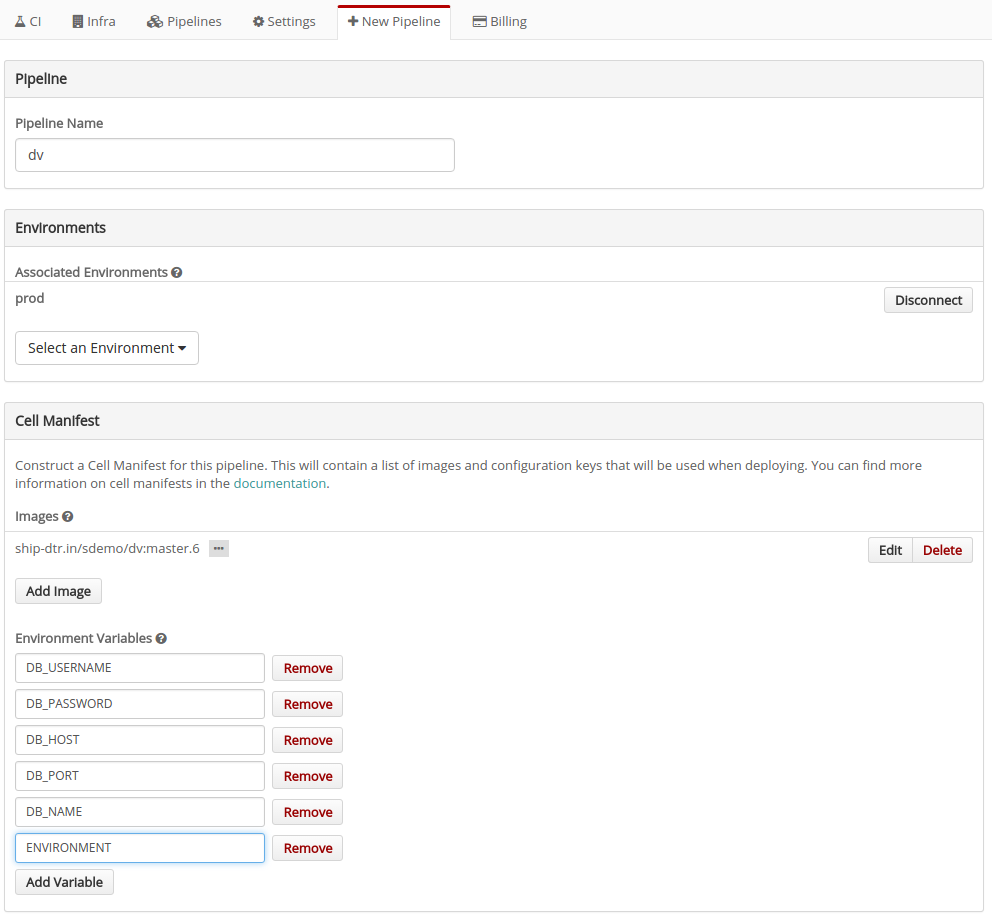 CI Infra Pipelines Settings New Pipeline Billing
Pipeline
Pipeline Name
dv
Environments
Associated Environments
prod Disconnect
Select an Environment
Cell Manifest
Construct a Cell Manifest for this pipeline. This will contain a list of images and configuration keys that will be used when deploying. You can find more
information on cell manifests in the documentation.
Images
ship-dtr.in/sdemo/dv:master.6 ••• Edit Delete
Add Image
Environment Variables
DB_USERNAME Remove
DB_PASSWORD Remove
DB_HOST Remove
DB_PORT Remove
DB_NAME Remove
ENVIRONMENT Remove
Add Variable